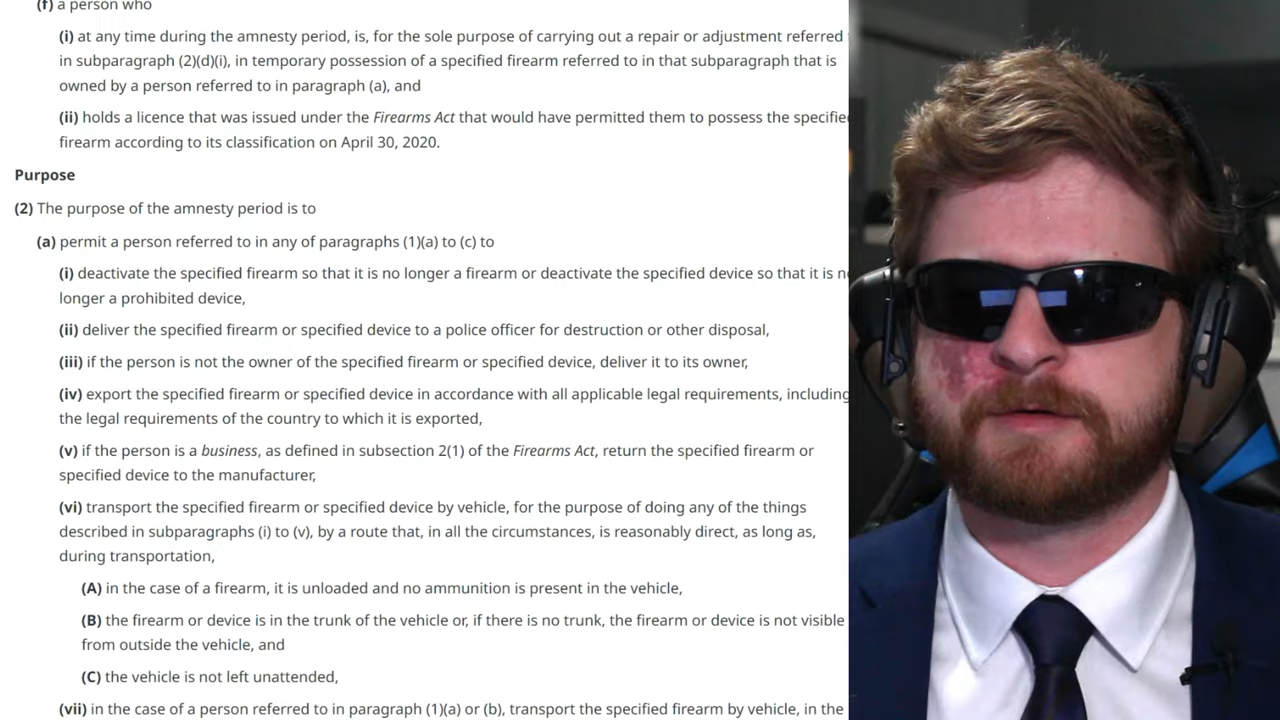 (f) a person who
(i) at any time during the amnesty period, is, for the sole purpose of carrying out a repair or adjustment referred
in subparagraph (2)(d)(i), in temporary possession of a specified firearm referred to in that subparagraph that is
owned by a person referred to in paragraph (a), and
(ii) holds a licence that was issued under the Firearms Act that would have permitted them to possess the specified
firearm according to its classification on April 30, 2020.
Purpose
(2) The purpose of the amnesty period is to
(a) permit a person referred to in any of paragraphs (1)(a) to (c) to
(i) deactivate the specified firearm so that it is no longer a firearm or deactivate the specified device so that it is no
longer a prohibited device,
(ii) deliver the specified firearm or specified device to a police officer for destruction or other disposal,
(iii) if the person is not the owner of the specified firearm or specified device, deliver it to its owner,
(iv) export the specified firearm or specified device in accordance with all applicable legal requirements, including
the legal requirements of the country to which it is exported,
(v) if the person is a business, as defined in subsection 2(1) of the Firearms Act, return the specified firearm or
specified device to the manufacturer,
(vi) transport the specified firearm or specified device by vehicle, for the purpose of doing any of the things
described in subparagraphs (i) to (v), by a route that, in all the circumstances, is reasonably direct, as long as,
during transportation,
(A) in the case of a firearm, it is unloaded and no ammunition is present in the vehicle,
(B) the firearm or device is in the trunk of the vehicle or, if there is no trunk, the firearm or device is not visible
from outside the vehicle, and
(C) the vehicle is not left unattended,
(vii) in the case of a person referred to in paragraph (1)(a) or (b), transport the specified firearm by vehicle, in the